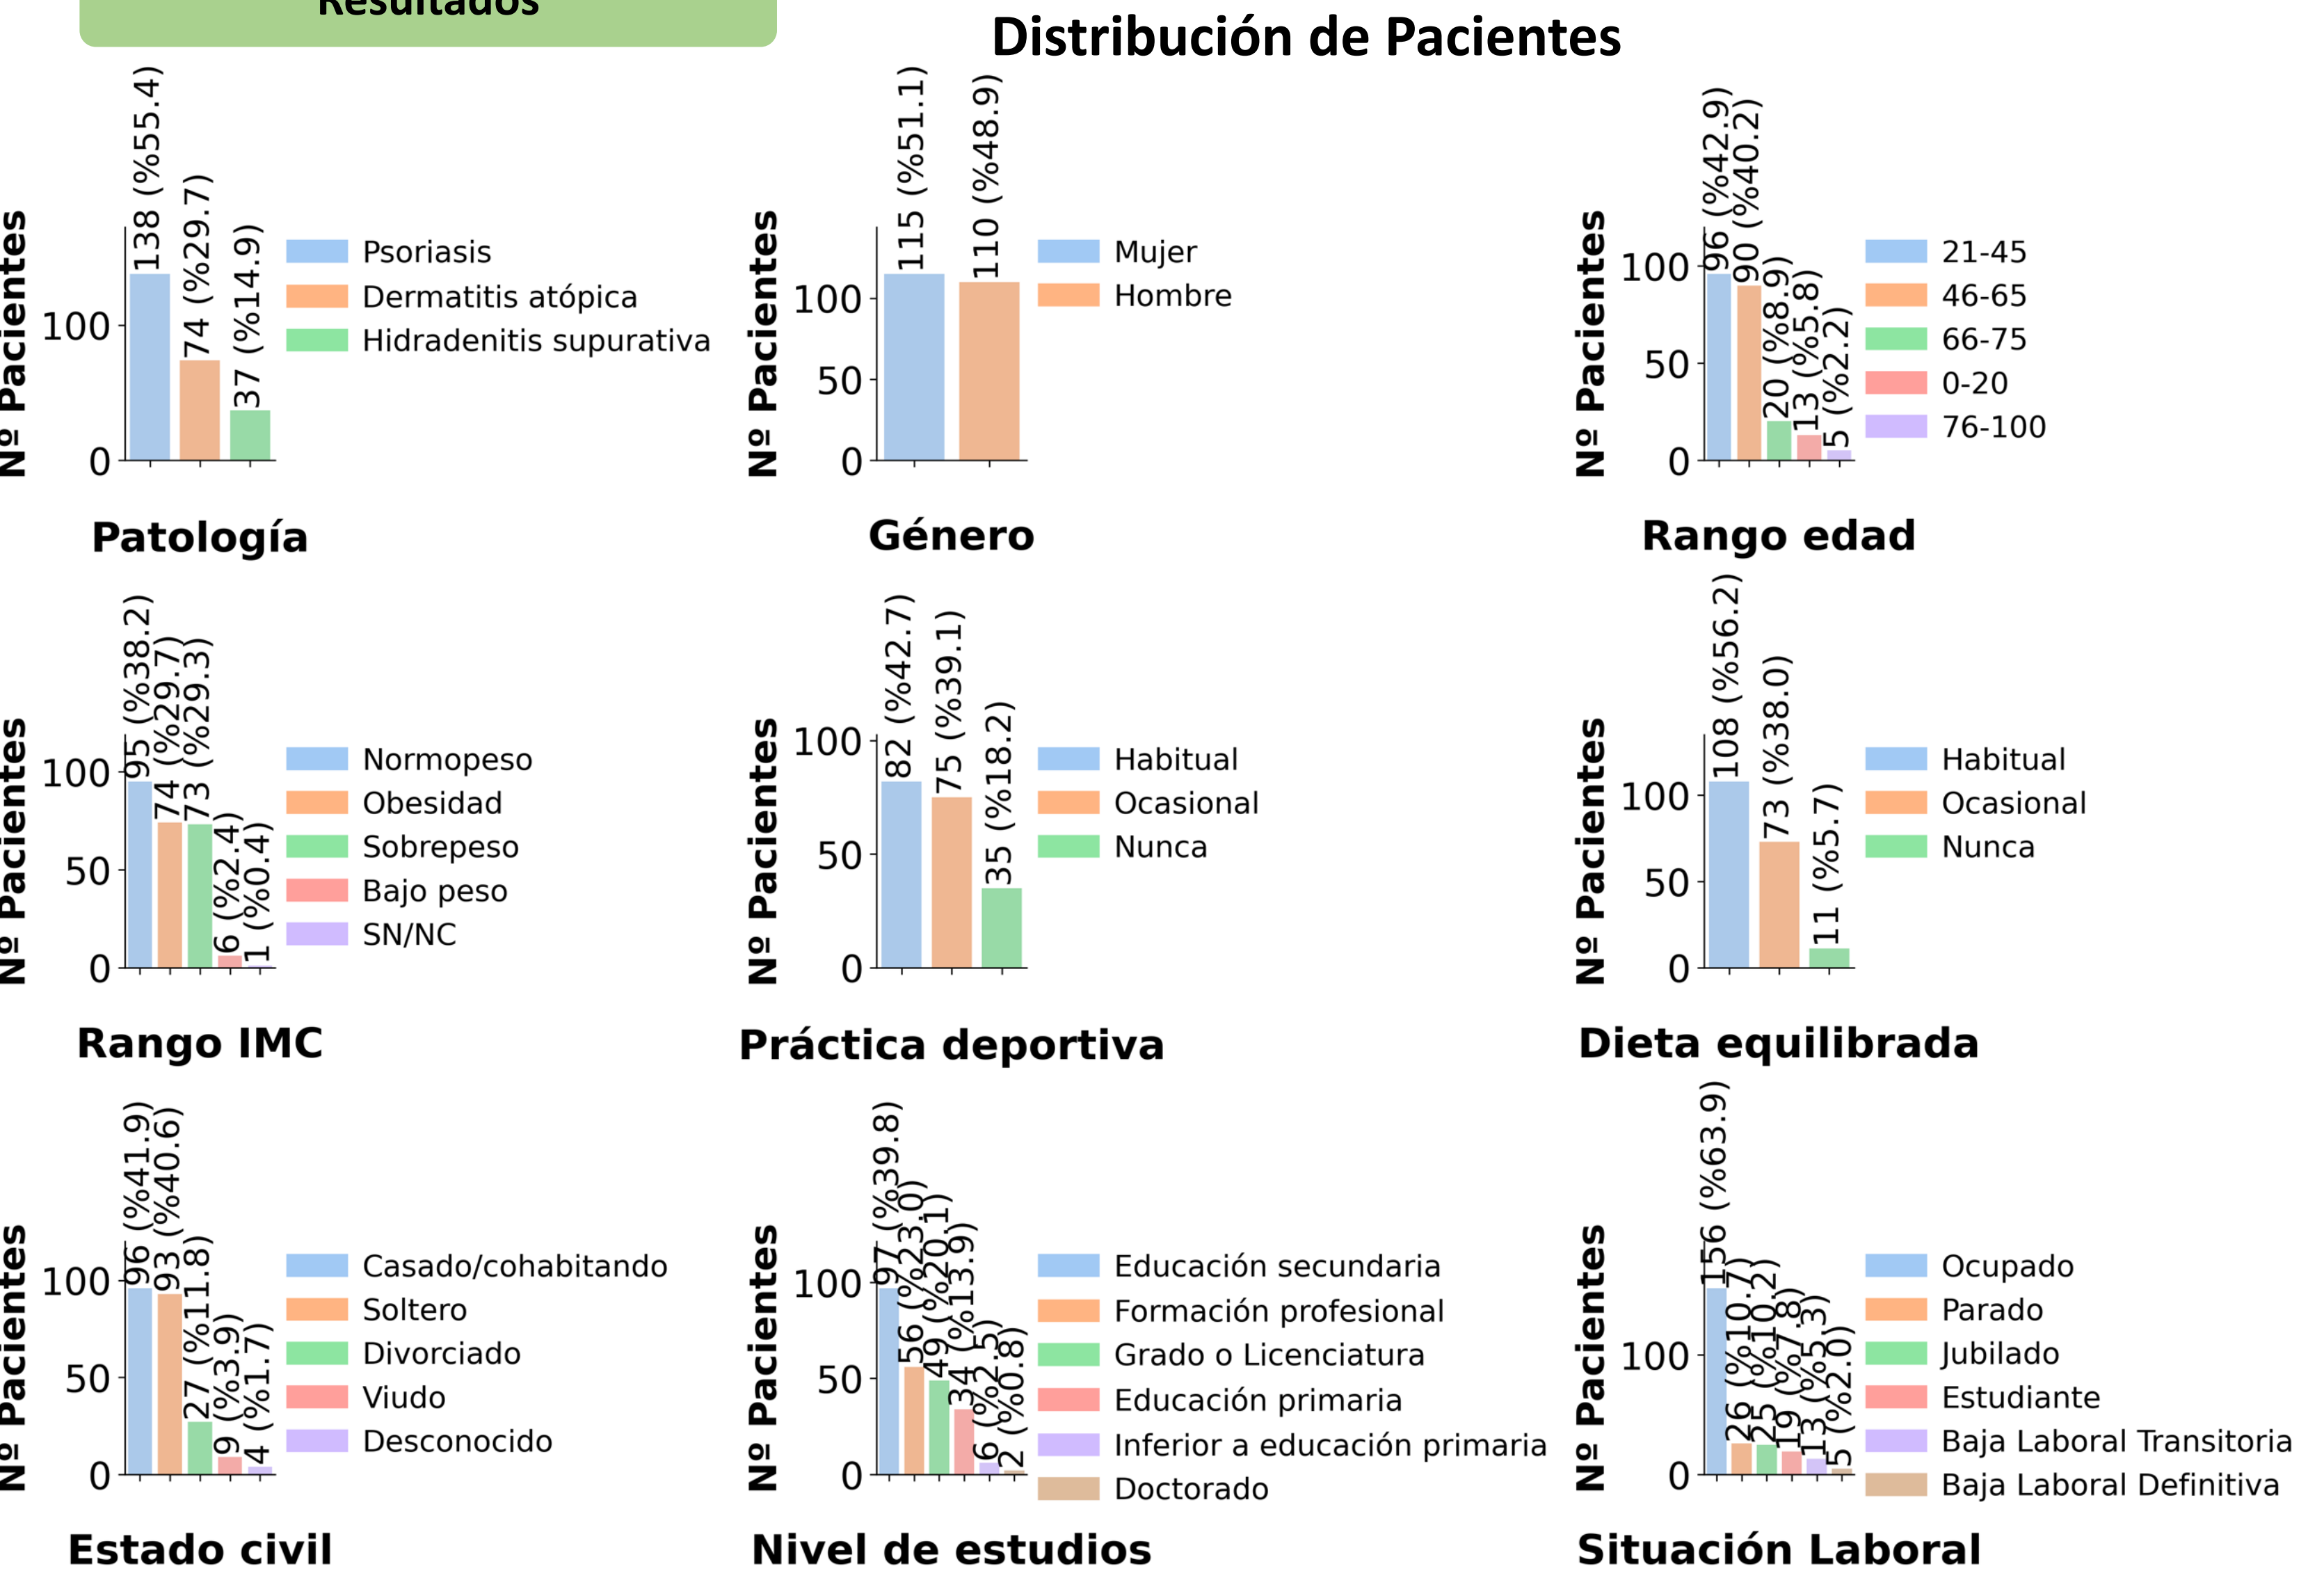 Resultados
Distribución de Pacientes
Nº Pacientes
100
0
138 (%55.4)
74 (%29.7)
37 (%14.9)
Psoriasis
Dermatitis atópica
Hidradenitis supurativa
Patología
Nº Pacientes
100
50
0
115 (%51.1)
110 (%48.9)
Mujer
Hombre
Género
Nº Pacientes
100
50
0
96 (%42.9)
90 (%40.2)
20 (%8.9)
13 (%5.8)
5 (%2.2)
21-45
46-65
66-75
0-20
76-100
Rango edad
Nº Pacientes
100
50
0
95 (%38.2)
74 (%29.7)
73 (%29.3)
6 (%2.4)
1 (%0.4)
Normopeso
Obesidad
Sobrepeso
Bajo peso
SN/NC
Rango IMC
Nº Pacientes
100
50
0
82 (%42.7)
75 (%39.1)
35 (%18.2)
Habitual
Ocasional
Nunca
Práctica deportiva
Nº Pacientes
100
50
0
108 (%56.2)
73 (%38.0)
11 (%5.7)
Habitual
Ocasional
Nunca
Dieta equilibrada
Nº Pacientes
100
50
0
96 (%41.9)
93 (%40.6)
27 (%11.8)
9 (%3.9)
4 (%1.7)
Casado/cohabitando
Soltero
Divorciado
Viudo
Desconocido
Estado civil
Nº Pacientes
100
50
0
97 (%39.8)
56 (%23.0)
49 (%20.1)
34 (%13.9)
6 (%2.5)
2 (%0.8)
Educación secundaria
Formación profesional
Grado o Licenciatura
Educación primaria
Inferior a educación primaria
Doctorado
Nivel de estudios
Nº Pacientes
100
0
156 (%63.9)
26 (%10.7)
25 (%10.2)
19 (%7.8)
13 (%5.3)
5 (%2.0)
Ocupado
Parado
Jubilado
Estudiante
Baja Laboral Transitoria
Baja Laboral Definitiva
Situación Laboral